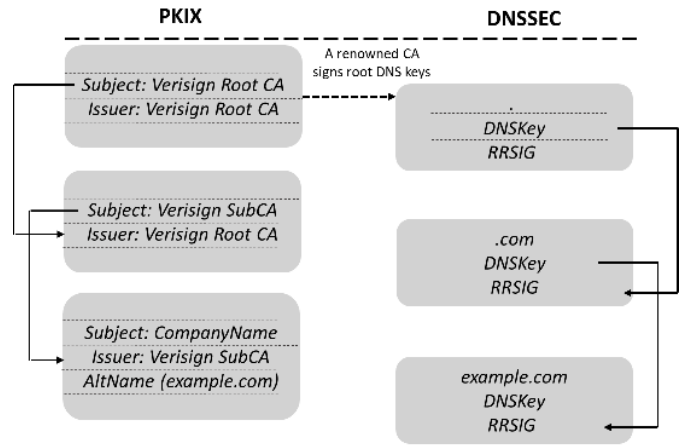 PKIX
DNSSEC
A renowned CA
signs root DNS keys
Subject: Verisign Root CA
Issuer: Verisign Root CA
.
DNSKey
RRSIG
Subject: Verisign SubCA
Issuer: Verisign Root CA
.com
DNSKey
RRSIG
Subject: CompanyName
Issuer: Verisign SubCA
AltName (example.com)
example.com
DNSKey
RRSIG